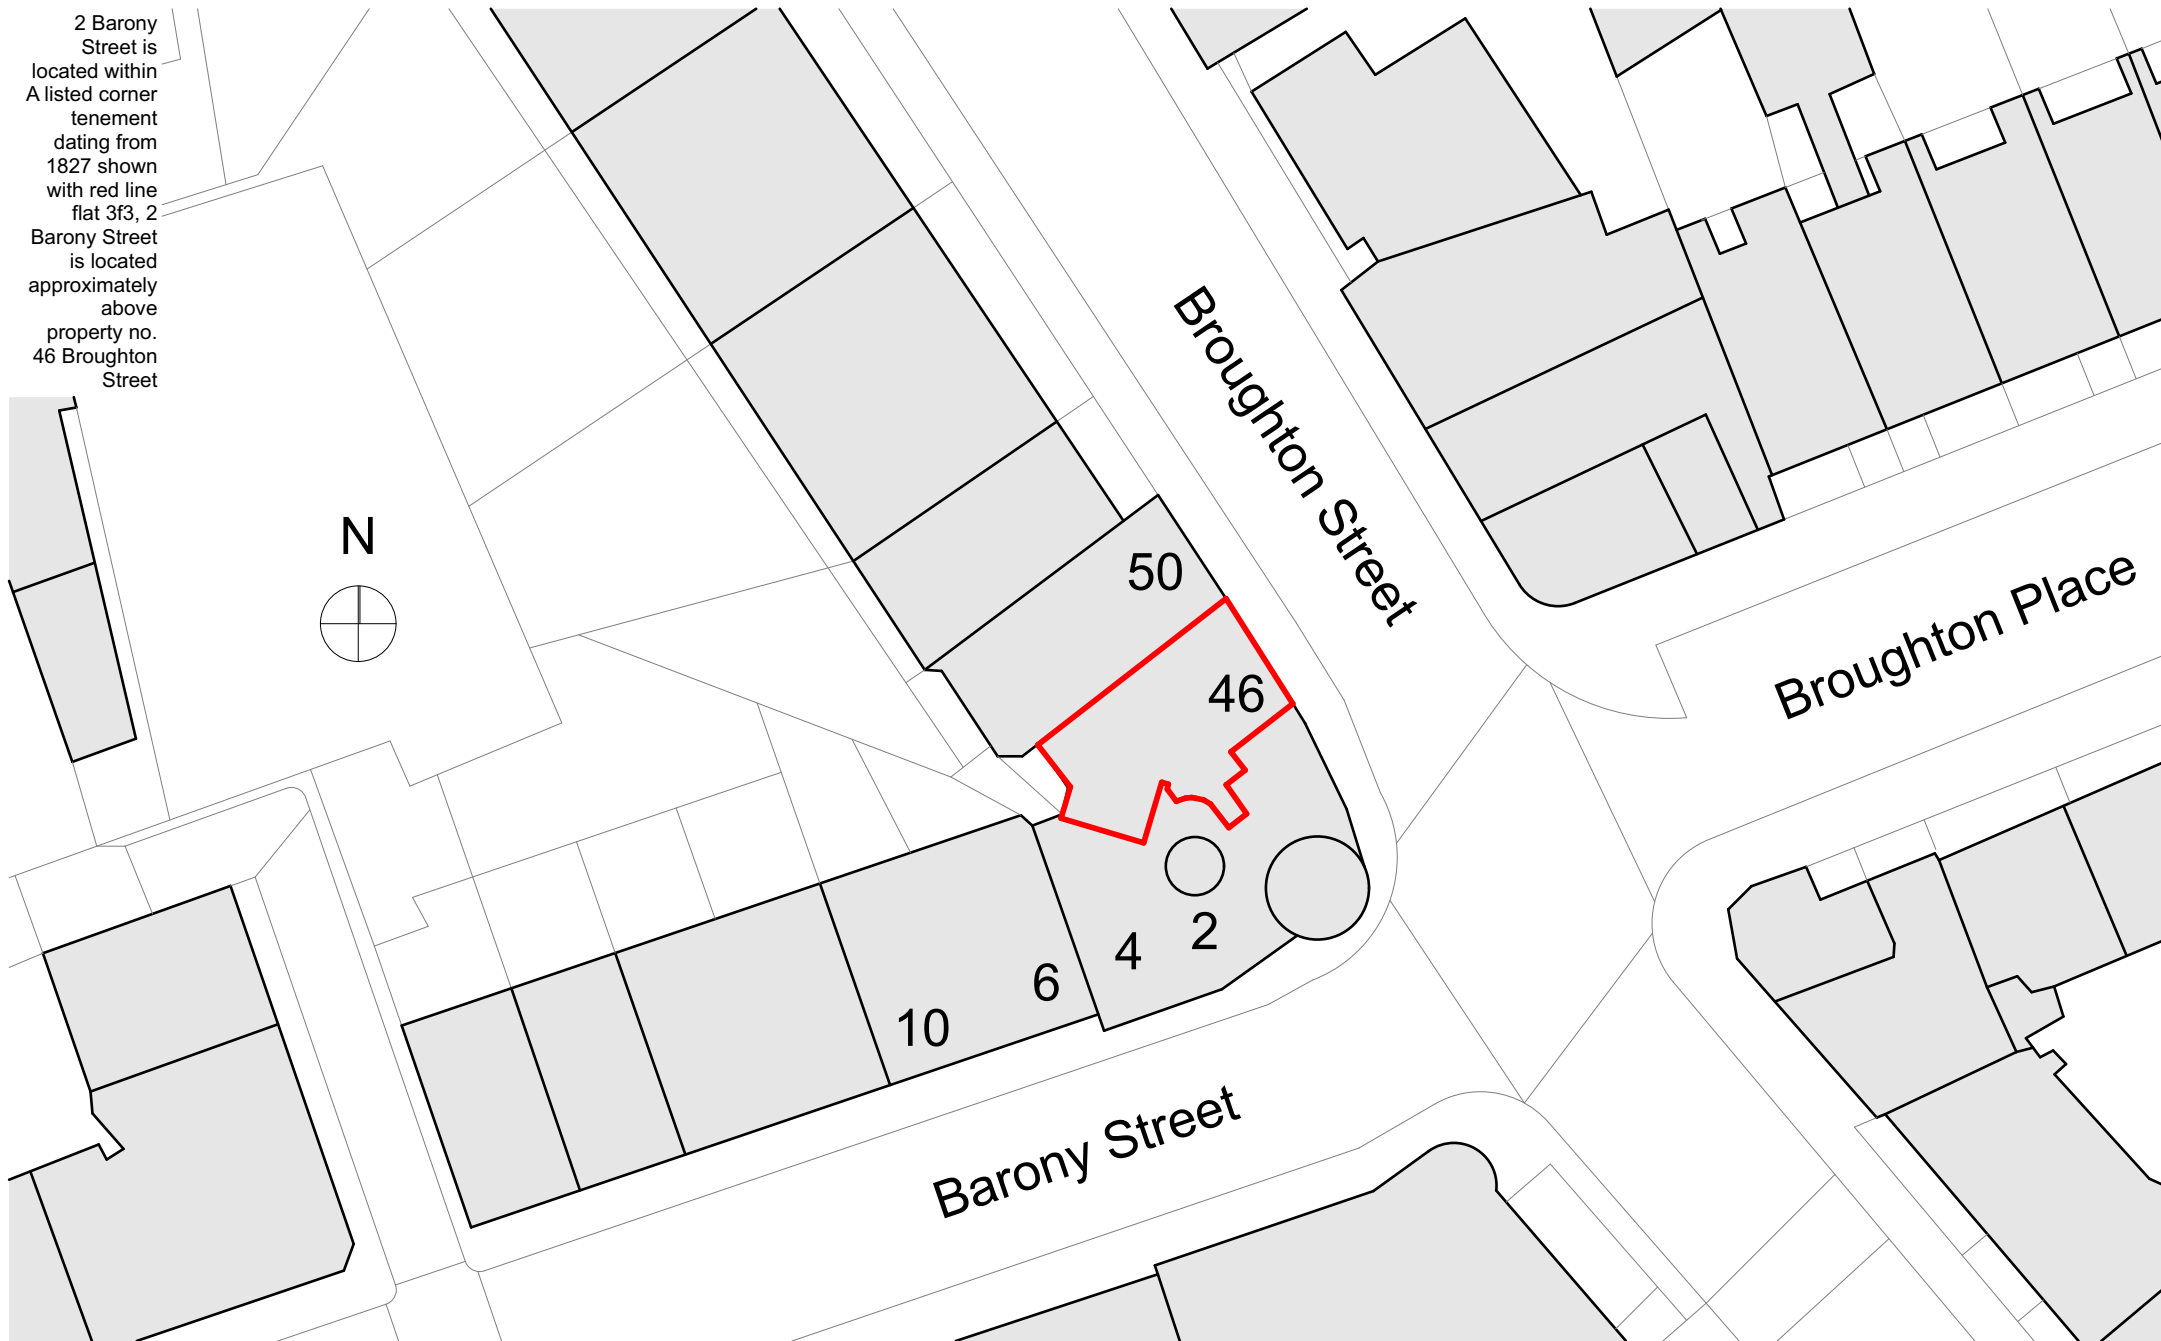 2 Barony
Street is
located within
A listed corner
tenement
dating from
1827 shown
with red line
flat 3f3, 2
Barony Street
is located
approximately
above
property no.
46 Broughton
Street
N
Broughton Street
50
46
Broughton Place
2
4
6
10
Barony Street